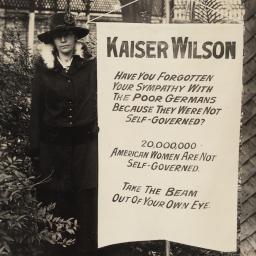 KAISER WILSON
HAVE YOU FORGOTTEN
YOUR SYMPATHY WITH
THE POOR GERMANS
BECAUSE THEY WERE NOT
SELF-GOVERNED?
20,000,000
AMERICAN WOMEN ARE NOT
SELF-GOVERNED.
TAKE THE BEAM
OUT OF YOUR OWN EYE.